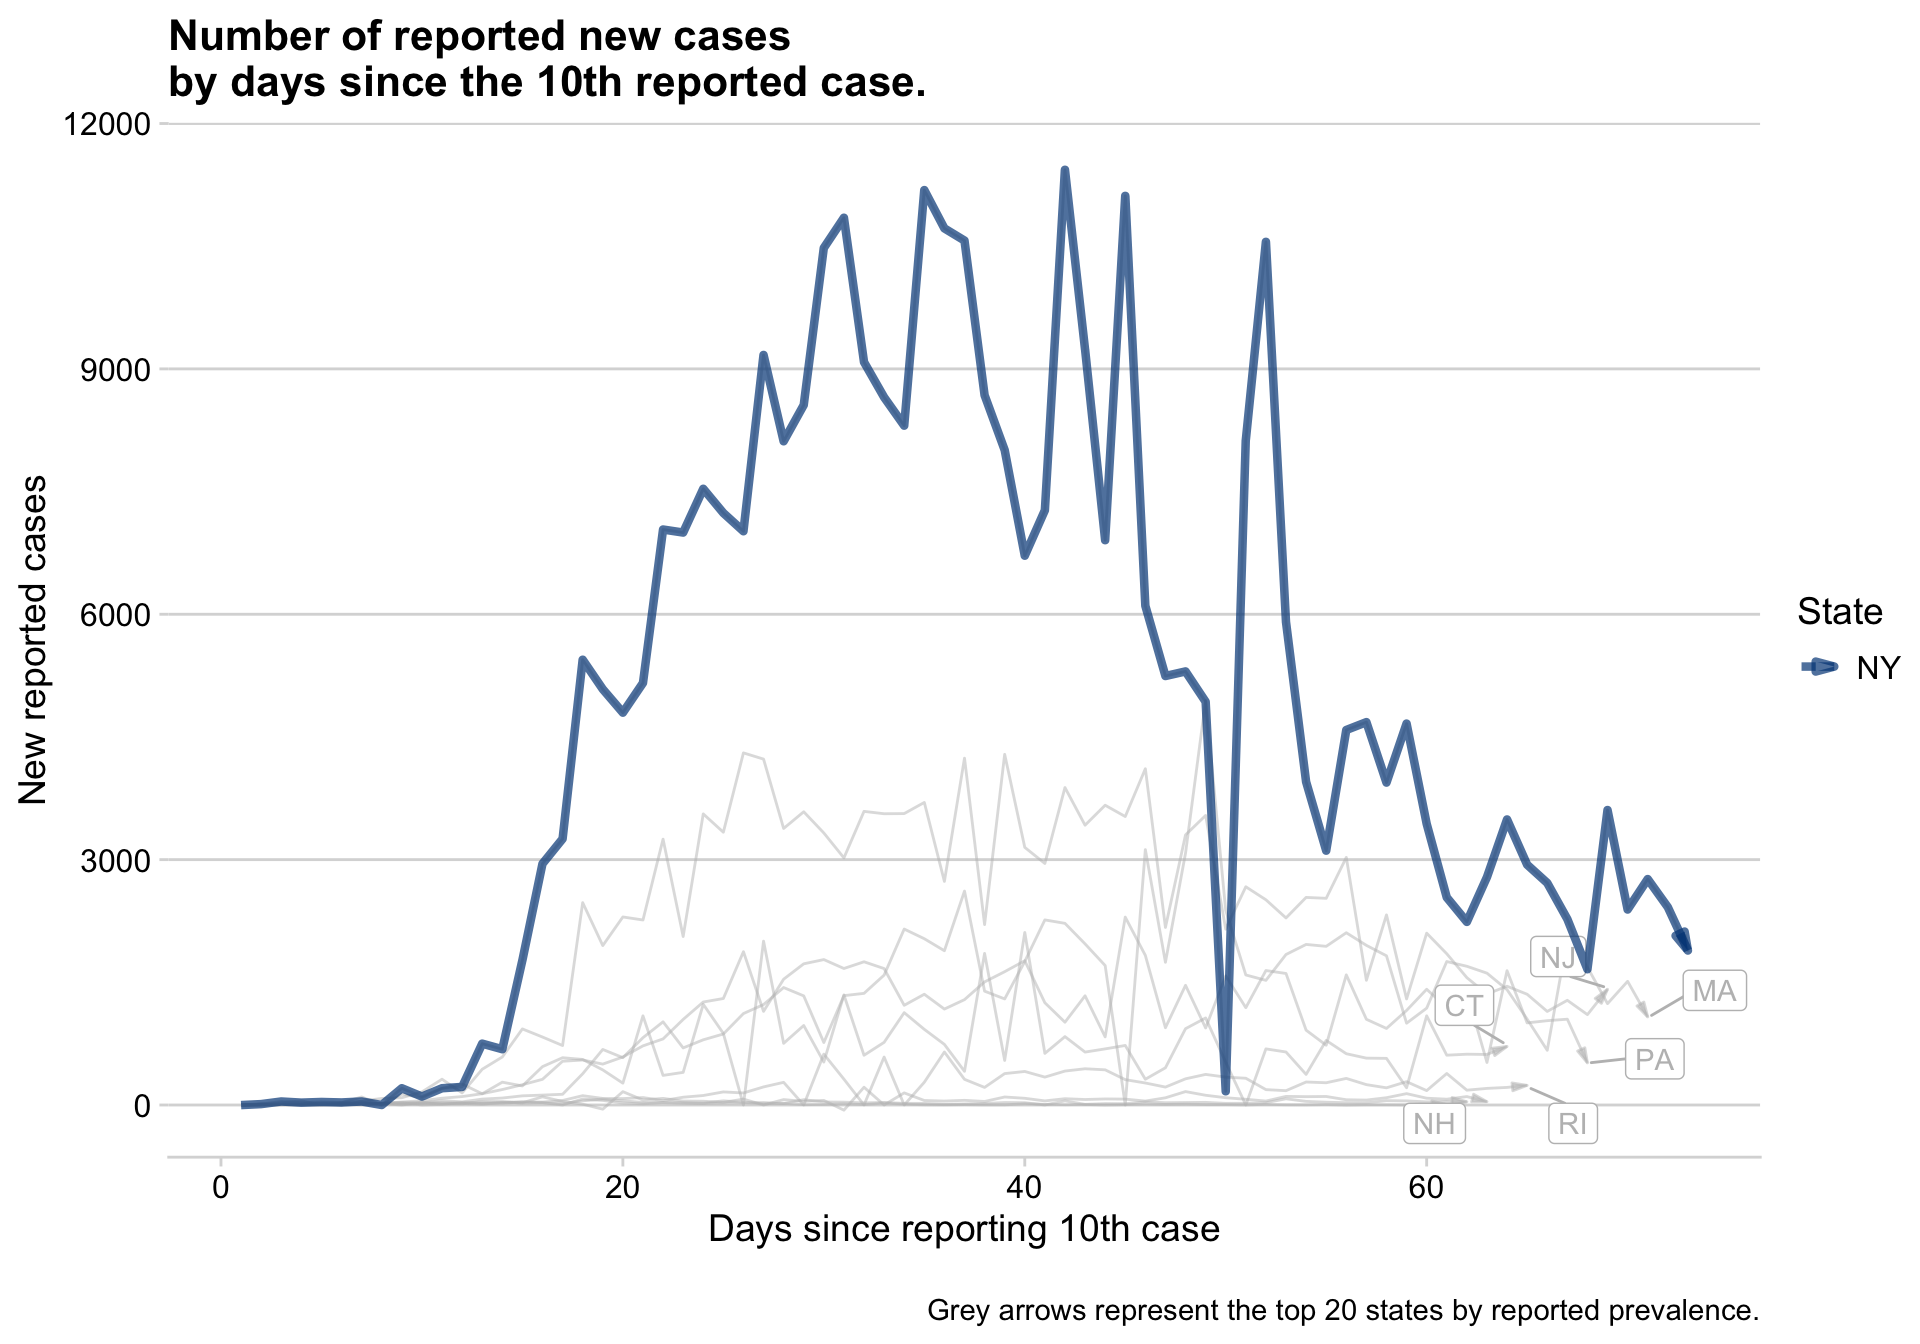 Number of reported new cases
by days since the 10th reported case.
12000
9000
6000
3000
0
New reported cases
NJ
MA
CT
PA
NH
RI
State
NY
0
20
40
60
Days since reporting 10th case
Grey arrows represent the top 20 states by reported prevalence.